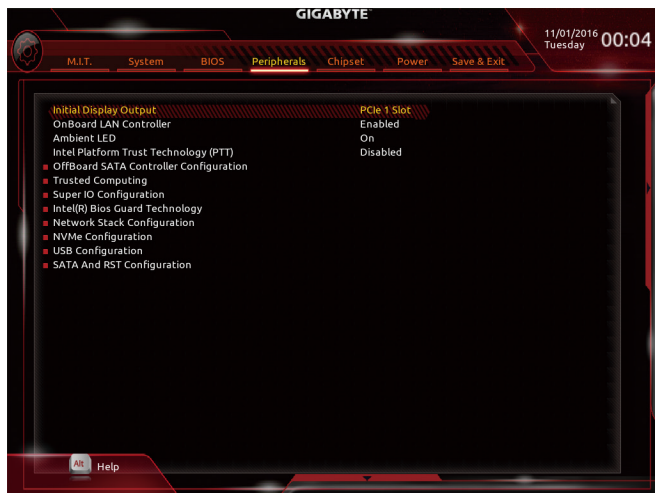 GIGABYTE™
11/01/2016
Tuesday
00:04
M.I.T. System BIOS Peripherals Chipset Power Save & Exit
Initial Display Output PCIe 1 Slot
OnBoard LAN Controller Enabled
Ambient LED On
Intel Platform Trust Technology (PTT) Disabled
OffBoard SATA Controller Configuration
Trusted Computing
Super IO Configuration
Intel(R) Bios Guard Technology
Network Stack Configuration
NVMe Configuration
USB Configuration
SATA And RST Configuration
Alt Help